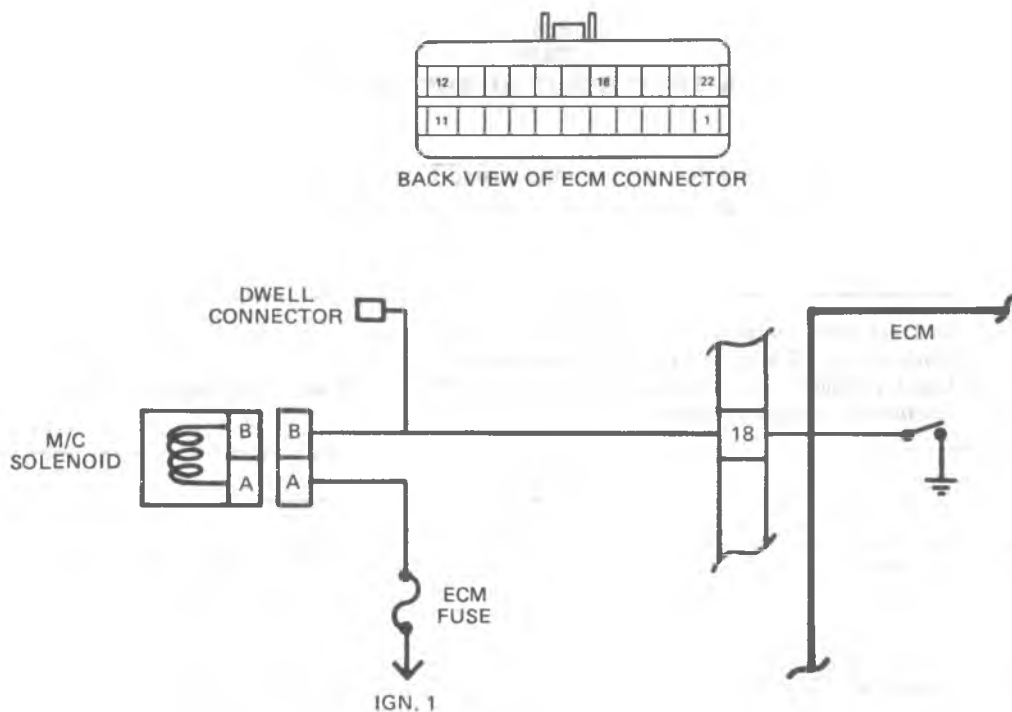 12 18 22
11 1
BACK VIEW OF ECM CONNECTOR
DWELL
CONNECTOR
ECM
M/C
SOLENOID
B B
A A
18
ECM
FUSE
IGN. 1